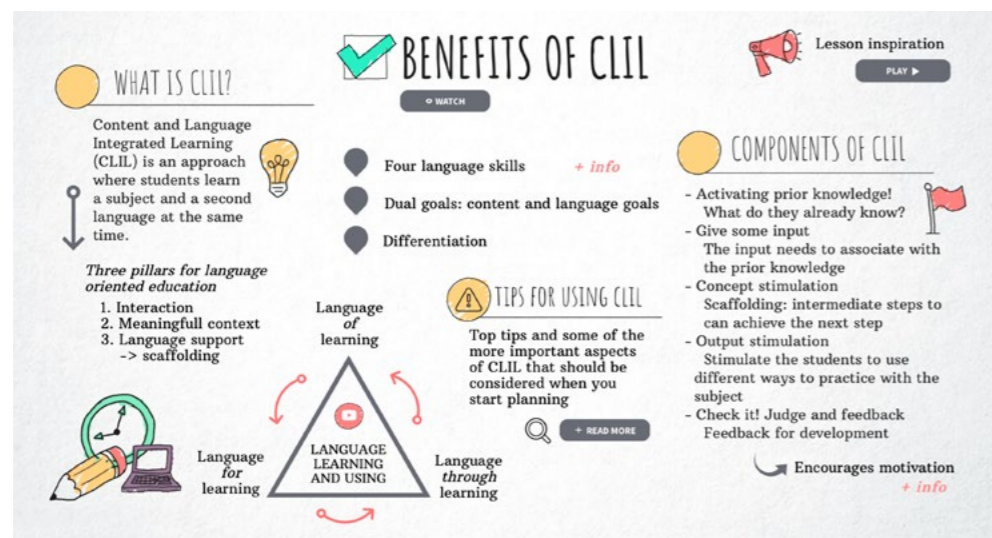 WHAT IS CLIL?
Content and Language
Integrated Learning
(CLIL) is an approach
where students learn
a subject and a second
language at the same
time.
Three pillars for language
oriented education
1. Interaction
2. Meaningfull context
3. Language support
-> scaffolding
BENEFITS OF CLIL
WATCH
Four language skills
+ info
Dual goals: content and language goals
Differentiation
Language
of
learning
Language
for
learning
LANGUAGE
LEARNING
AND USING
Language
through
learning
TIPS FOR USING CLIL
Top tips and some of the
more important aspects
of CLIL that should be
considered when you
start planning
+ READ MORE
Lesson inspiration
PLAY
COMPONENTS OF CLIL
- Activating prior knowledge!
What do they already know?
- Give some input
The input needs to associate with
the prior knowledge
- Concept stimulation
Scaffolding: intermediate steps to
can achieve the next step
- Output stimulation
Stimulate the students to use
different ways to practice with the
subject
- Check it! Judge and feedback
Feedback for development
Encourages motivation
+ info